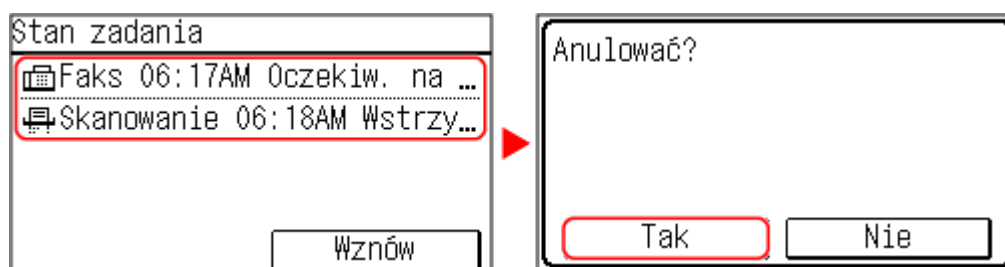 Stan zadania
Faks 06:17AM Oczekiw. na …
Skanowanie 06:18AM Wstrzy…
Wznów
Anulować?
Tak
Nie